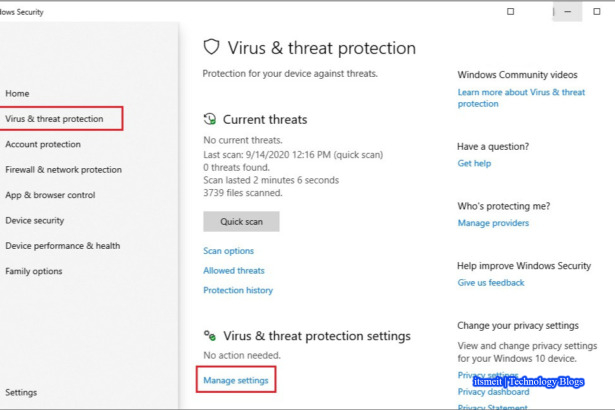 dows Security
Home
Virus & threat protection
Account protection
Firewall & network protection
App & browser control
Device security
Device performance & health
Family options
Settings
Virus & threat protection
Protection for your device against threats.
Current threats
No current threats.
Last scan: 9/14/2020 12:16 PM (quick scan)
0 threats found.
Scan lasted 2 minutes 6 seconds
3739 files scanned.
Quick scan
Scan options
Allowed threats
Protection history
Virus & threat protection settings
No action needed.
Manage settings
Windows Community videos
Learn more about Virus & threat
protection
Have a question?
Get help
Who's protecting me?
Manage providers
Help improve Windows Security
Give us feedback
Change your privacy settings
View and change privacy settings
for your Windows 10 device.
Privacy settings
itsmeit | Technology Blogs
Privacy dashboard
Privacy Statement